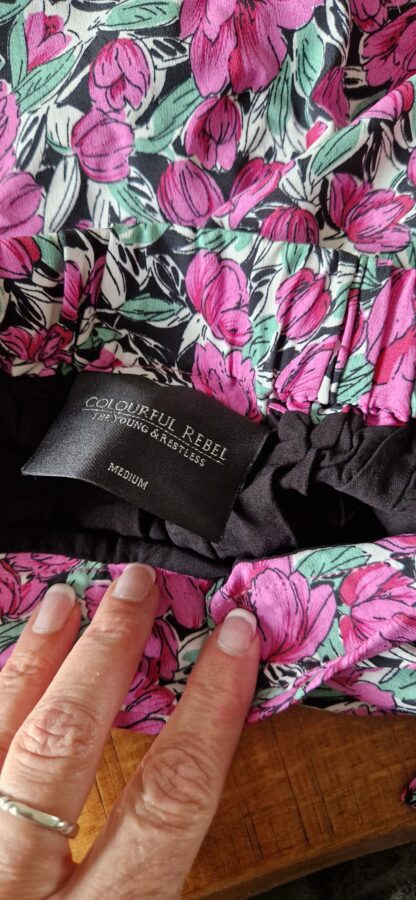 COLOURFUL REBEL
THE YOUNG & RESTLESS
MEDIUM